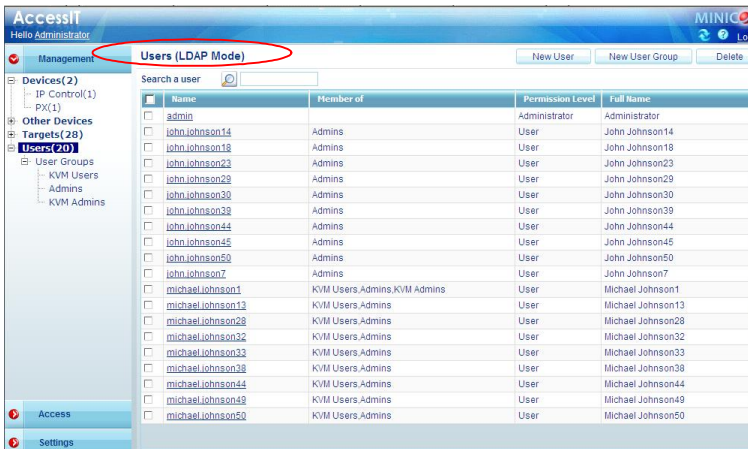 AccessIT
MINIC
Hello Administrator
Management
Users (LDAP Mode)
New User
New User Group
Delete
Search a user
Devices(2)
IP Control(1)
PX(1)
Other Devices
Targets(28)
Users(20)
User Groups
KVM Users
Admins
KVM Admins
Name Member of Permission Level Full Name
admin Administrator Administrator
john.johnson14 Admins User John Johnson14
john.johnson18 Admins User John Johnson18
john.johnson23 Admins User John Johnson23
john.johnson29 Admins User John Johnson29
john.johnson30 Admins User John Johnson30
john.johnson39 Admins User John Johnson39
john.johnson44 Admins User John Johnson44
john.johnson45 Admins User John Johnson45
john.johnson50 Admins User John Johnson50
john.johnson7 Admins User John Johnson7
michael.johnson1 KVM Users,Admins,KVM Admins User Michael Johnson1
michael.johnson13 KVM Users,Admins User Michael Johnson13
michael.johnson28 KVM Users,Admins User Michael Johnson28
michael.johnson32 KVM Users,Admins User Michael Johnson32
michael.johnson33 KVM Users,Admins User Michael Johnson33
michael.johnson38 KVM Users,Admins User Michael Johnson38
michael.johnson44 KVM Users,Admins User Michael Johnson44
michael.johnson49 KVM Users,Admins User Michael Johnson49
michael.johnson50 KVM Users,Admins User Michael Johnson50
Access
Settings